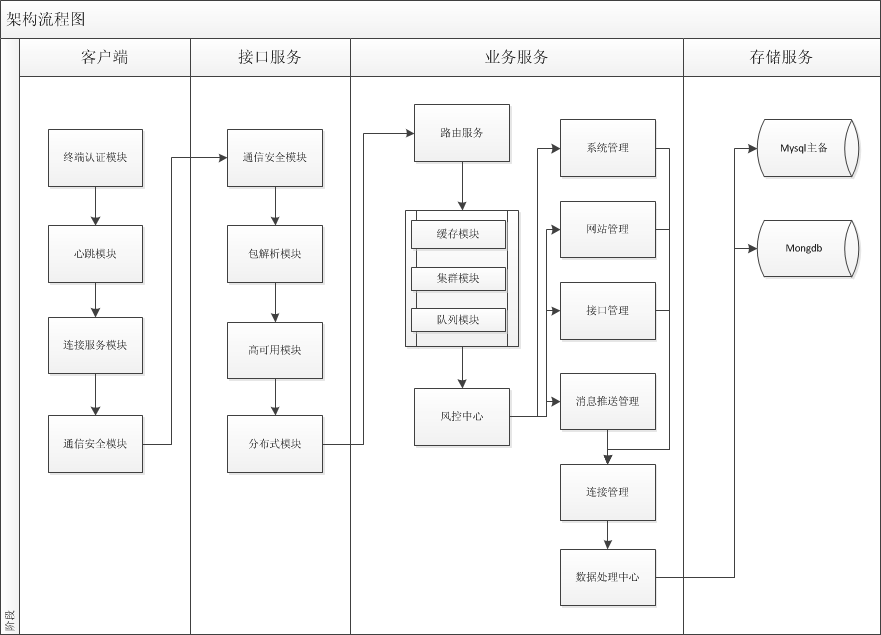 架构流程图
客户端
接口服务
业务服务
存储服务
终端认证模块
心跳模块
连接服务模块
通信安全模块
通信安全模块
包解析模块
高可用模块
分布式模块
路由服务
缓存模块
集群模块
队列模块
风控中心
系统管理
网站管理
接口管理
消息推送管理
连接管理
数据处理中心
Mysql主备
Mongdb
阶段